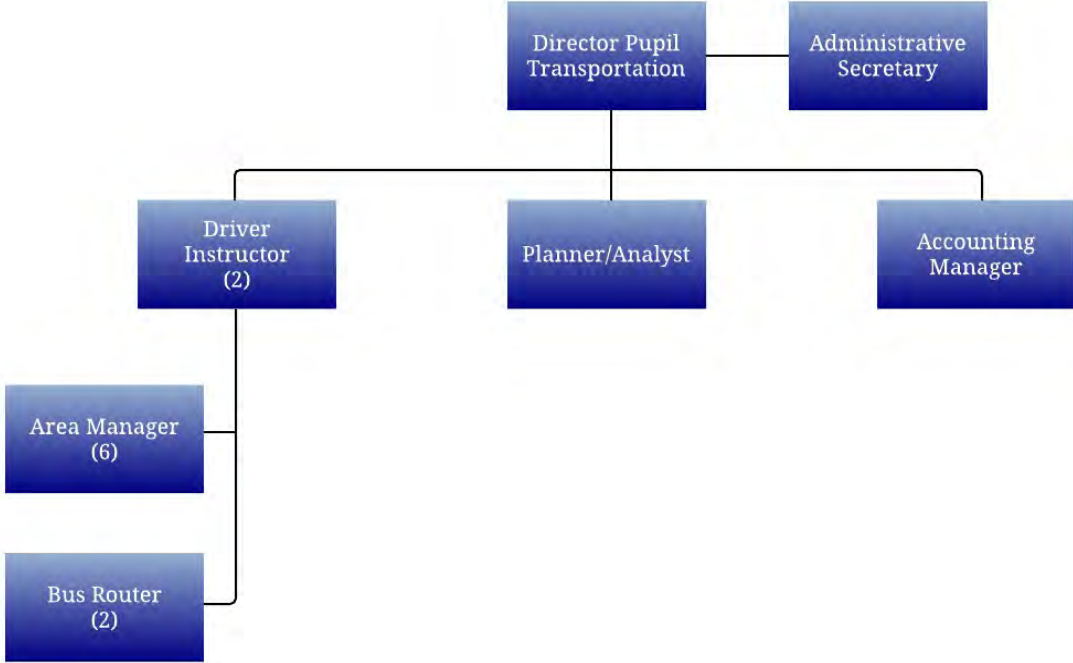 Director Pupil
Transportation
Administrative
Secretary
Driver
Instructor
(2)
Planner/Analyst
Accounting
Manager
Area Manager
(6)
Bus Router
(2)